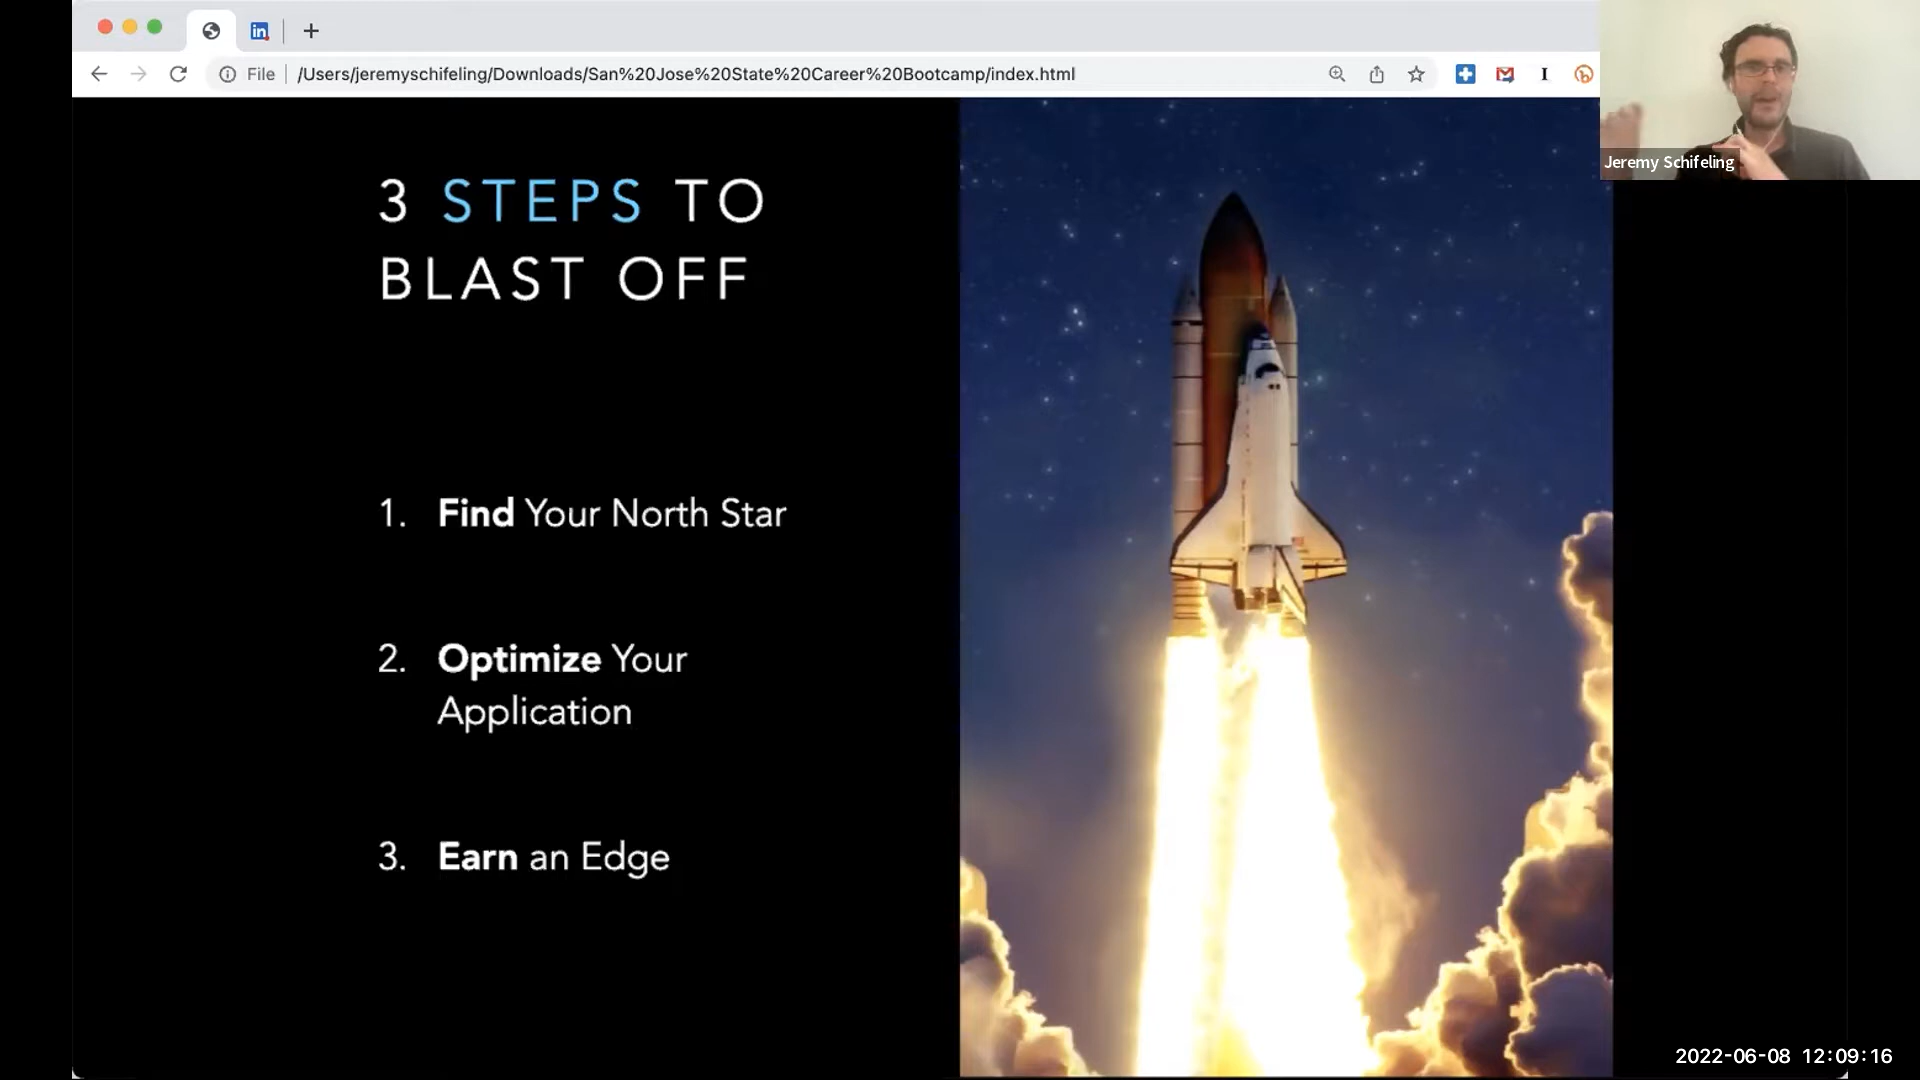 in
File
/Users/jeremyschifeling/Downloads/San%20Jose%20State%20Career%20Bootcamp/index.html
Jeremy Schifeling
3 STEPS TO
BLAST OFF
1. Find Your North Star
2. Optimize Your
Application
3. Earn an Edge
2022-06-08 12:09:16